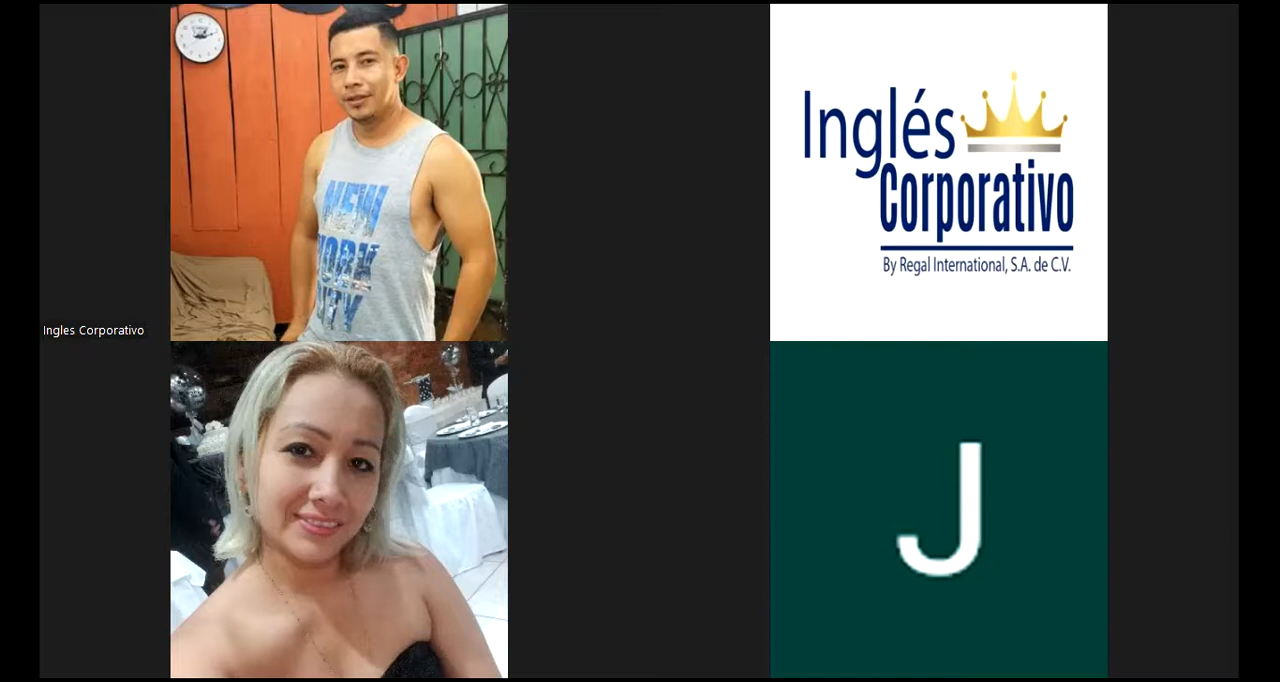 NEW
YORK
CITY
Inglés
Corporativo
By Regal International, S.A. de C.V.
Ingles Corporativo
J